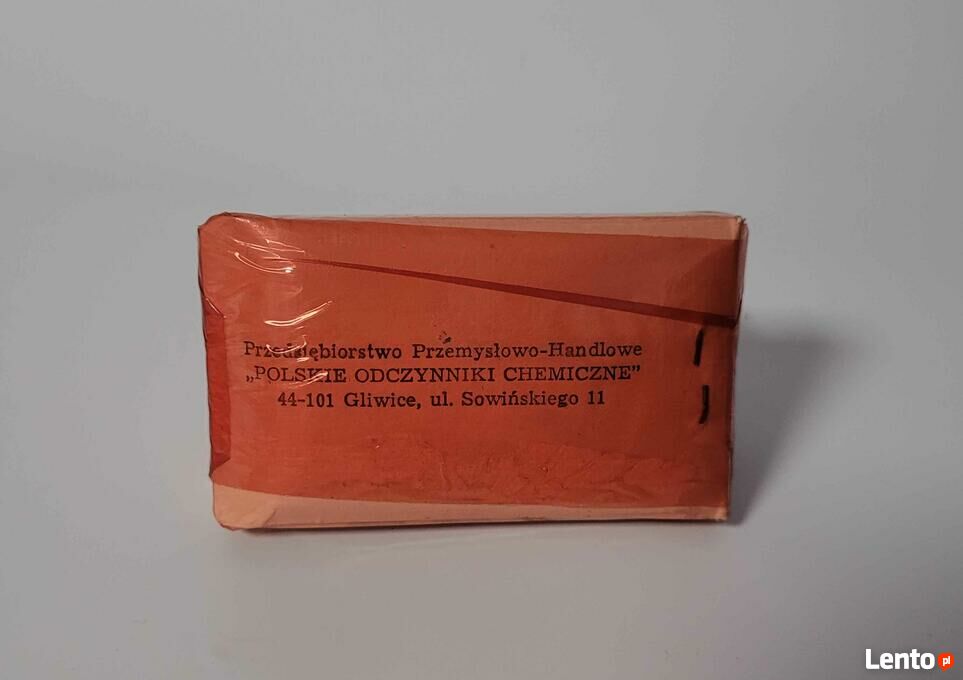 Przedsiębiorstwo Przemysłowo-Handlowe
„POLSKIE ODCZYNNIKI CHEMICZNE”
44-101 Gliwice, ul. Sowińskiego 11
Lento.pl